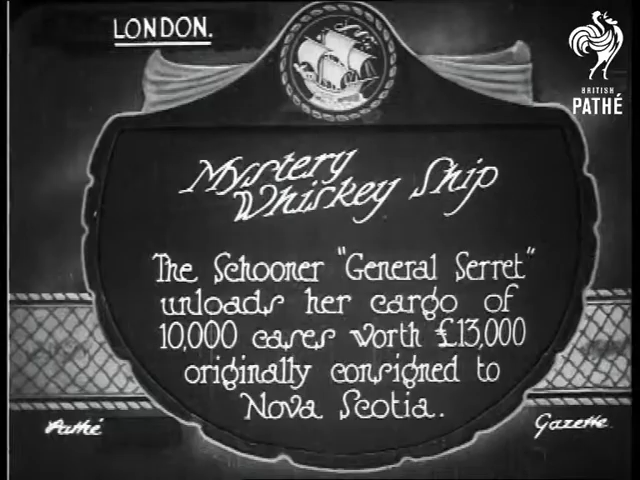 LONDON.
BRITISH
PATHÉ
Mystery
Whiskey Ship
The Schooner "General Serret"
unloads her cargo of
10,000 cases worth £13,000
originally consigned to
Nova Scotia.
Pathé
Gazette.